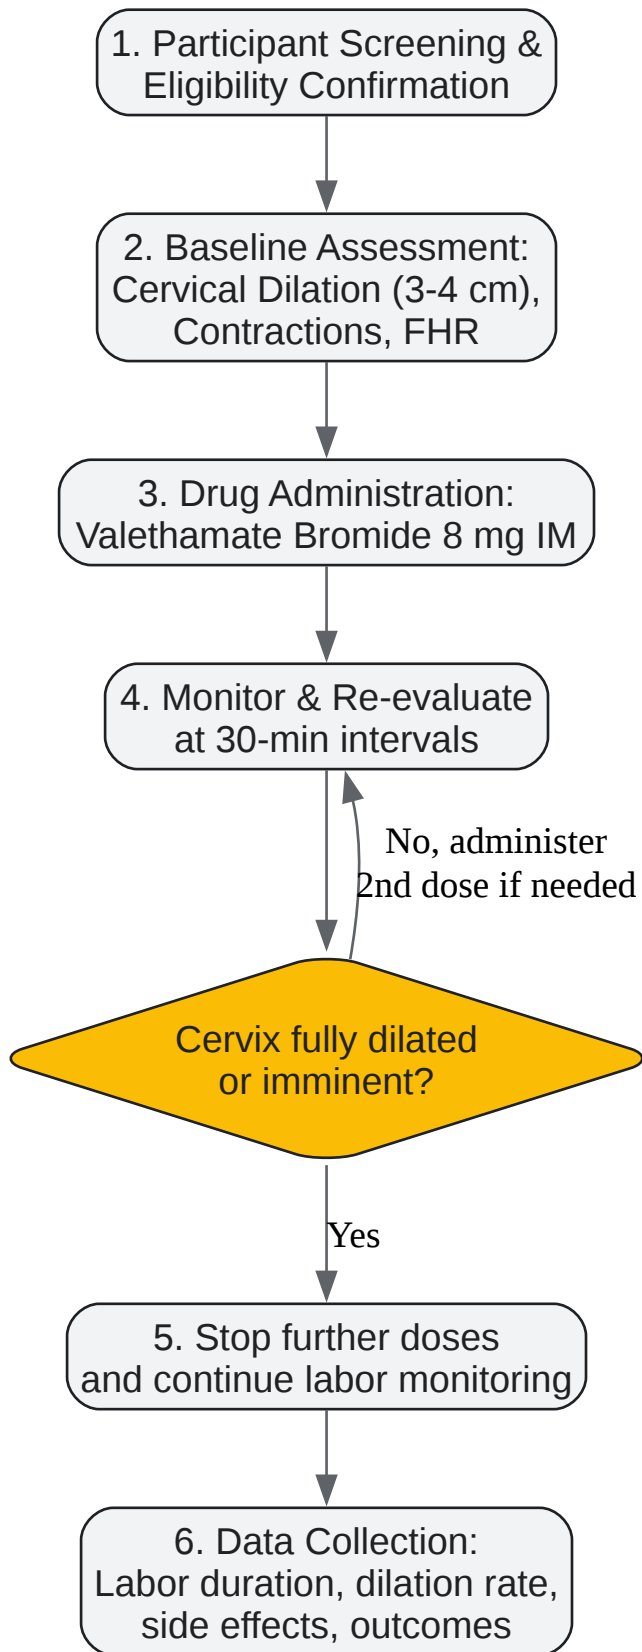 1. Participant Screening &
Eligibility Confirmation
2. Baseline Assessment:
Cervical Dilation (3-4 cm),
Contractions, FHR
3. Drug Administration:
Valethamate Bromide 8 mg IM
4. Monitor & Re-evaluate
at 30-min intervals
No, administer
2nd dose if needed
Cervix fully dilated
or imminent?
Yes
5. Stop further doses
and continue labor monitoring
6. Data Collection:
Labor duration, dilation rate,
side effects, outcomes